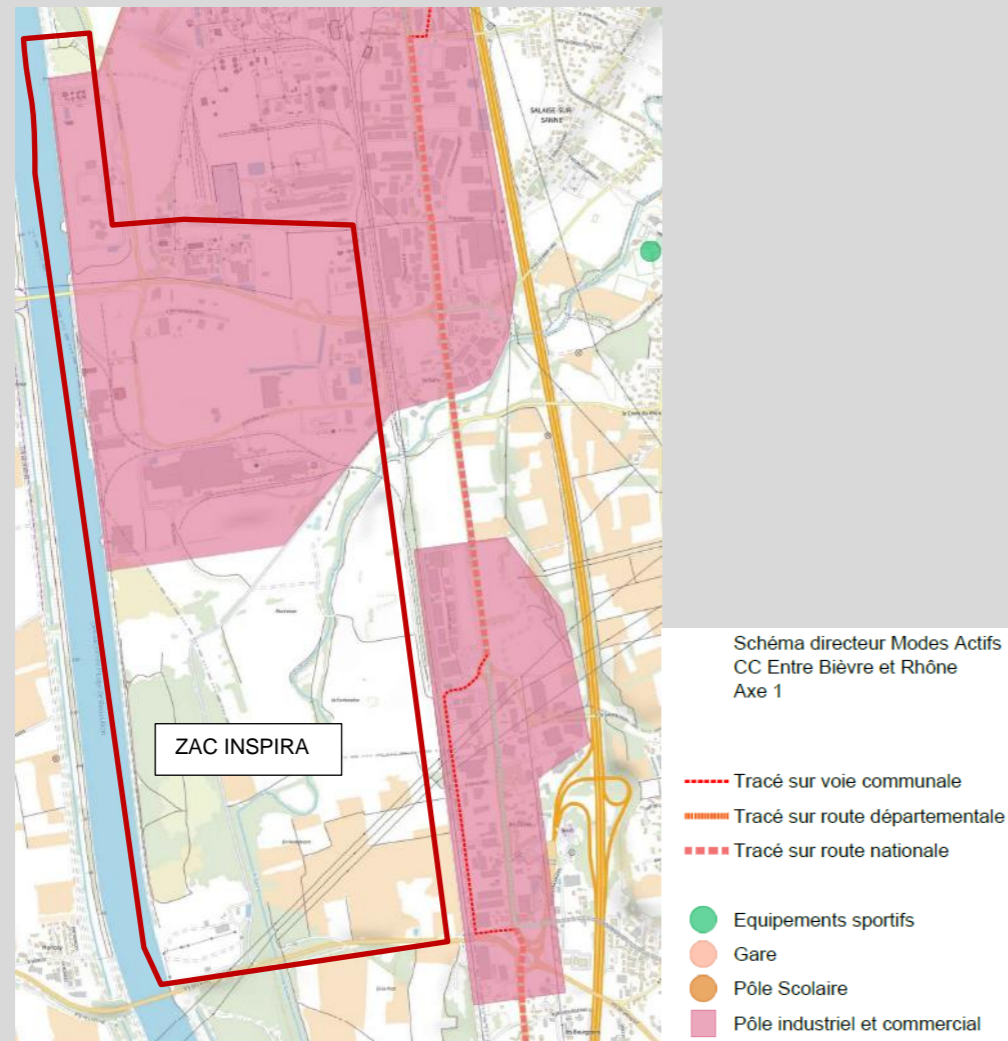 SALAISE-SUR-
SANNE
ZAC INSPIRA
Schéma directeur Modes Actifs
CC Entre Bièvre et Rhône
Axe 1
Tracé sur voie communale
Tracé sur route départementale
Tracé sur route nationale
Equipements sportifs
Gare
Pôle Scolaire
Pôle industriel et commercial